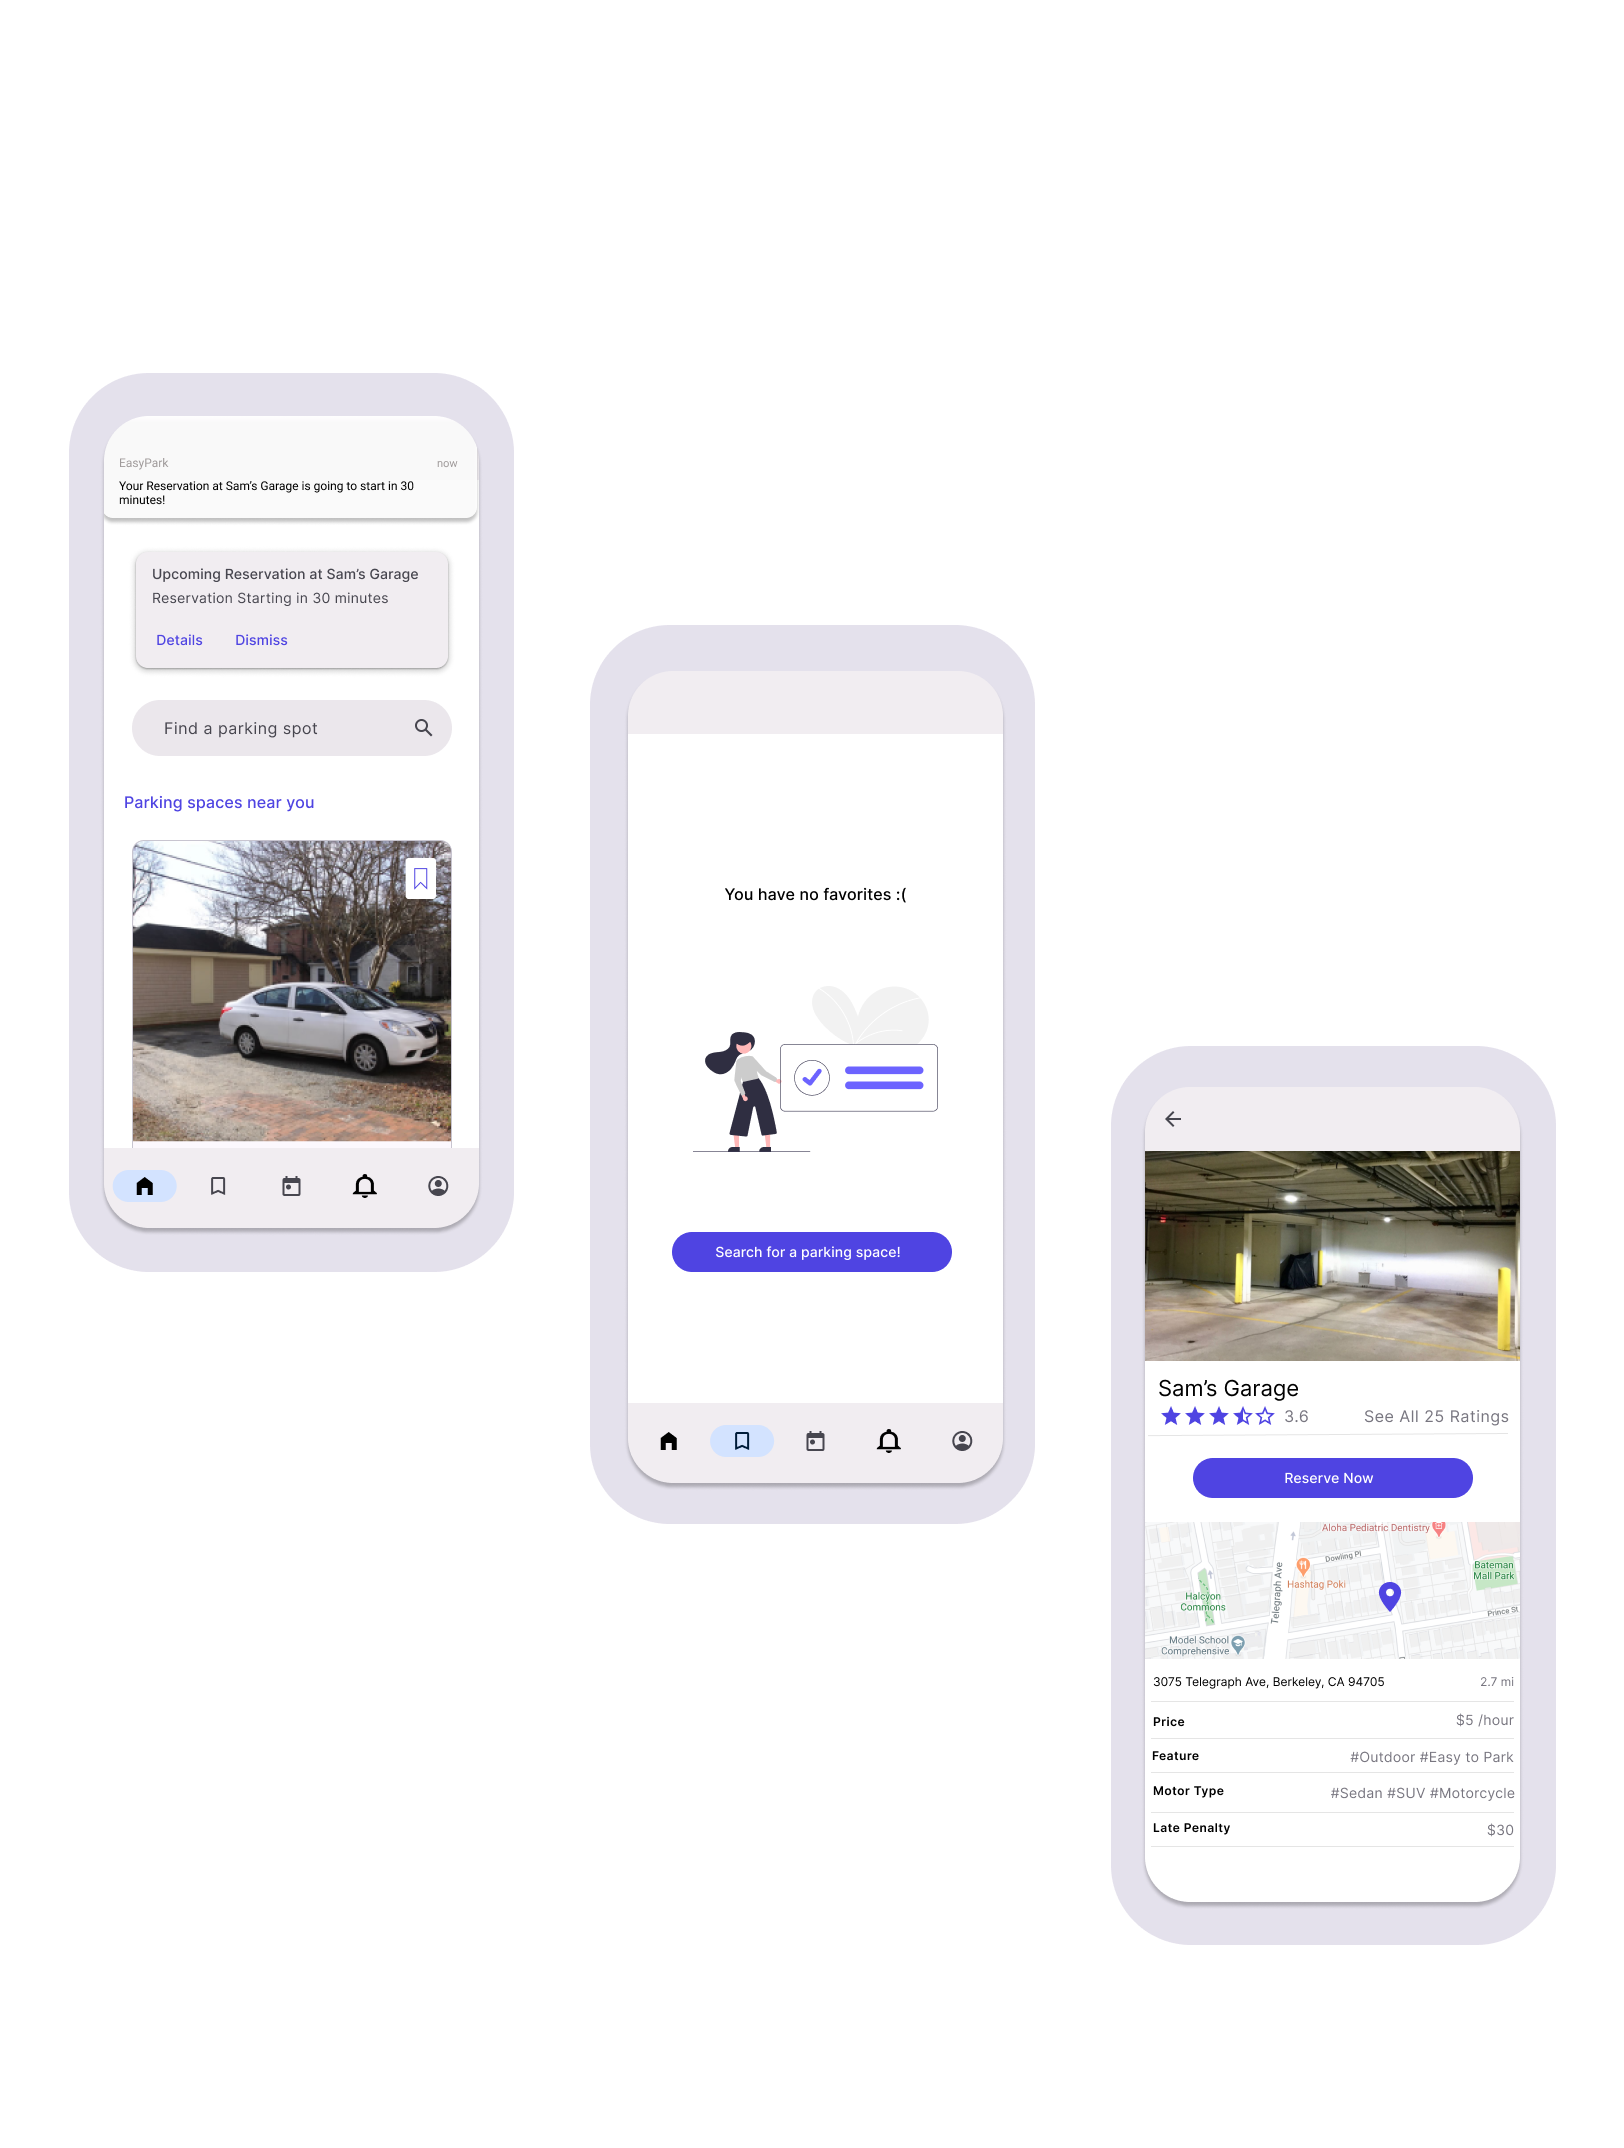 EasyPark
now
Your Reservation at Sam's Garage is going to start in 30
minutes!
Upcoming Reservation at Sam's Garage
Reservation Starting in 30 minutes
Details
Dismiss
Find a parking spot
Parking spaces near you
You have no favorites :(
Search for a parking space!
Sam's Garage
3.6
See All 25 Ratings
Reserve Now
Aloha Pediatric Dentistry
Dowling Pl
Bateman
Mall Park
Hashtag Poki
Telegraph Ave
Halcyon
Commons
Prince St
Model School
Comprehensive
3075 Telegraph Ave, Berkeley, CA 94705
2.7 mi
Price
$5 /hour
Feature
#Outdoor #Easy to Park
Motor Type
#Sedan #SUV #Motorcycle
Late Penalty
$30